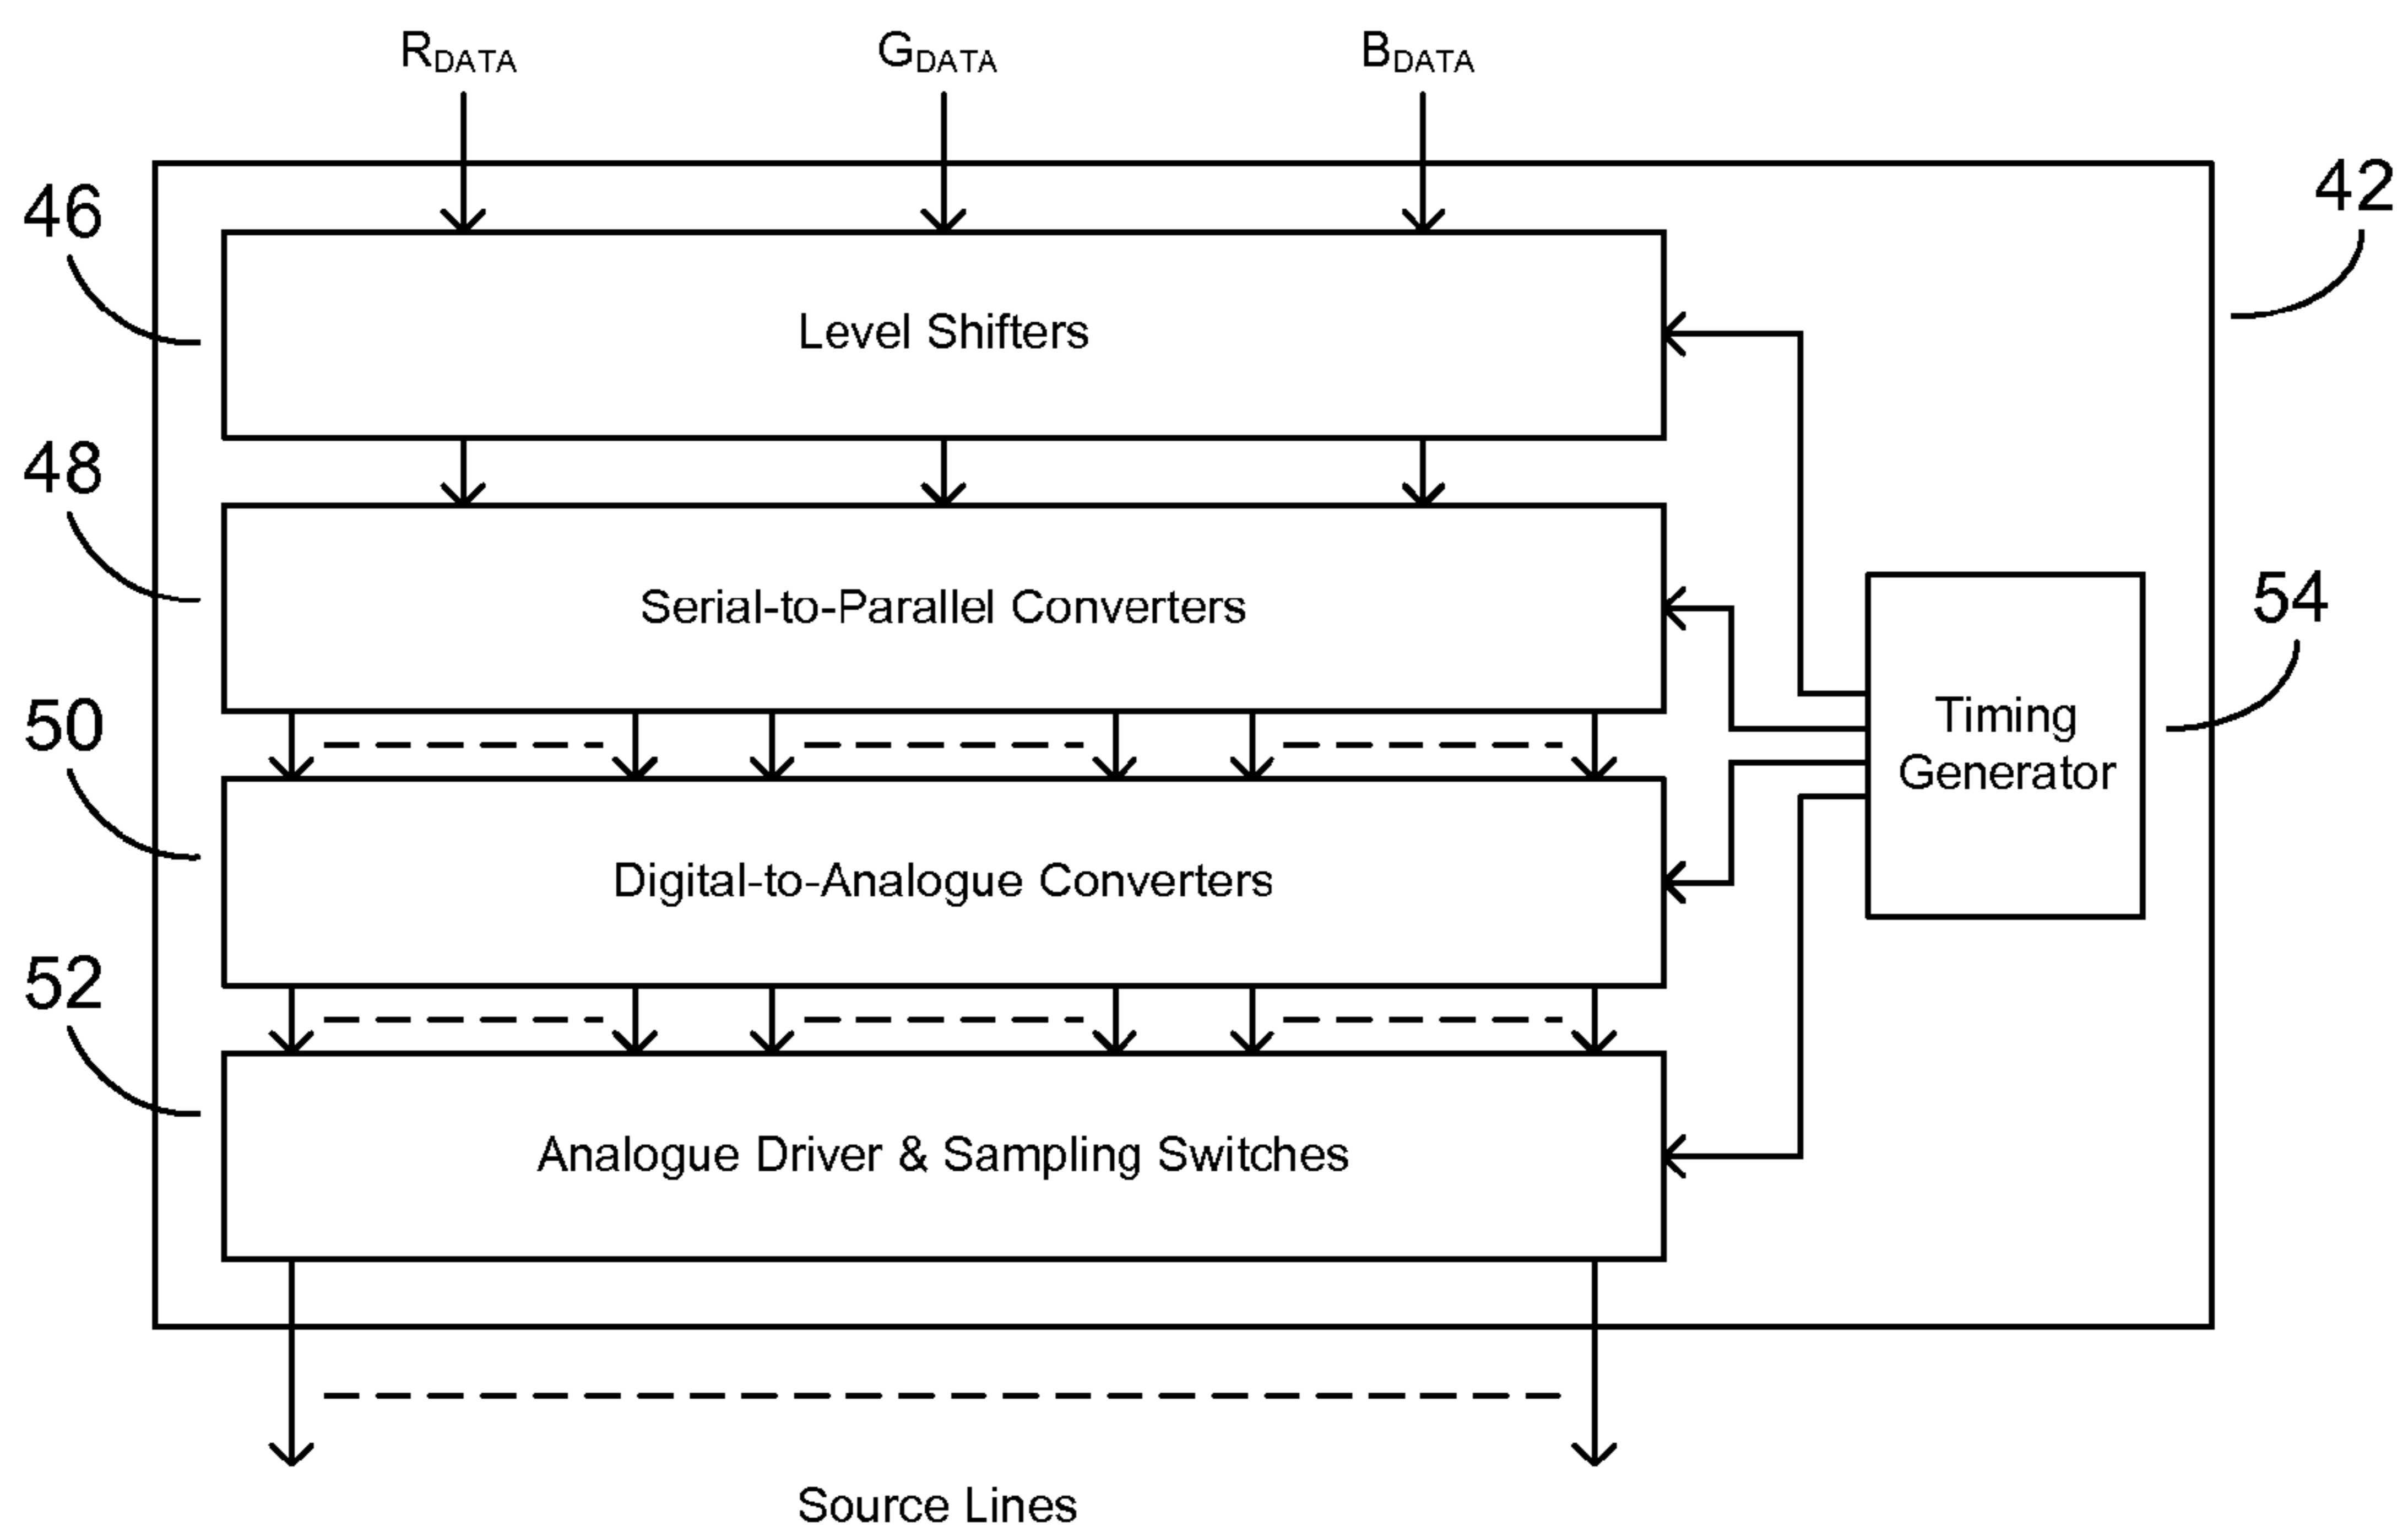 RDATA GDATA BDATA
46
42
Level Shifters
48
Serial-to-Parallel Converters
54
50
Timing
Generator
Digital-to-Analogue Converters
52
Analogue Driver & Sampling Switches
Source Lines